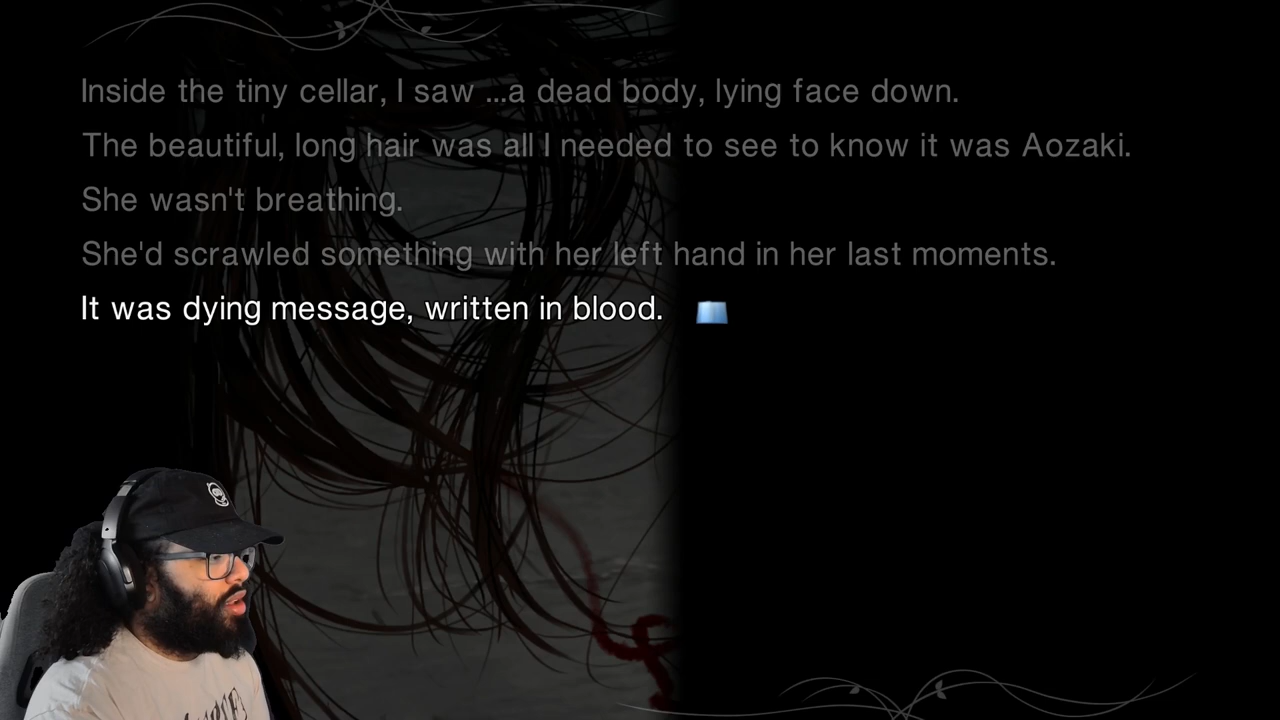 Inside the tiny cellar, I saw ...a dead body, lying face down.
The beautiful, long hair was all I needed to see to know it was Aozaki.
She wasn't breathing.
She'd scrawled something with her left hand in her last moments.
It was dying message, written in blood.